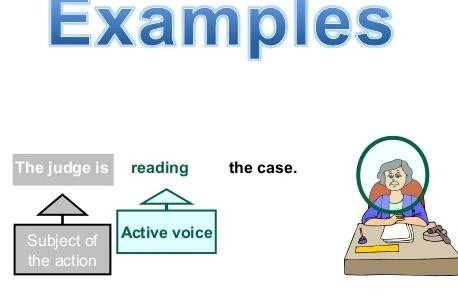 Examples
The judge is reading the case.
Subject of
the action
Active voice